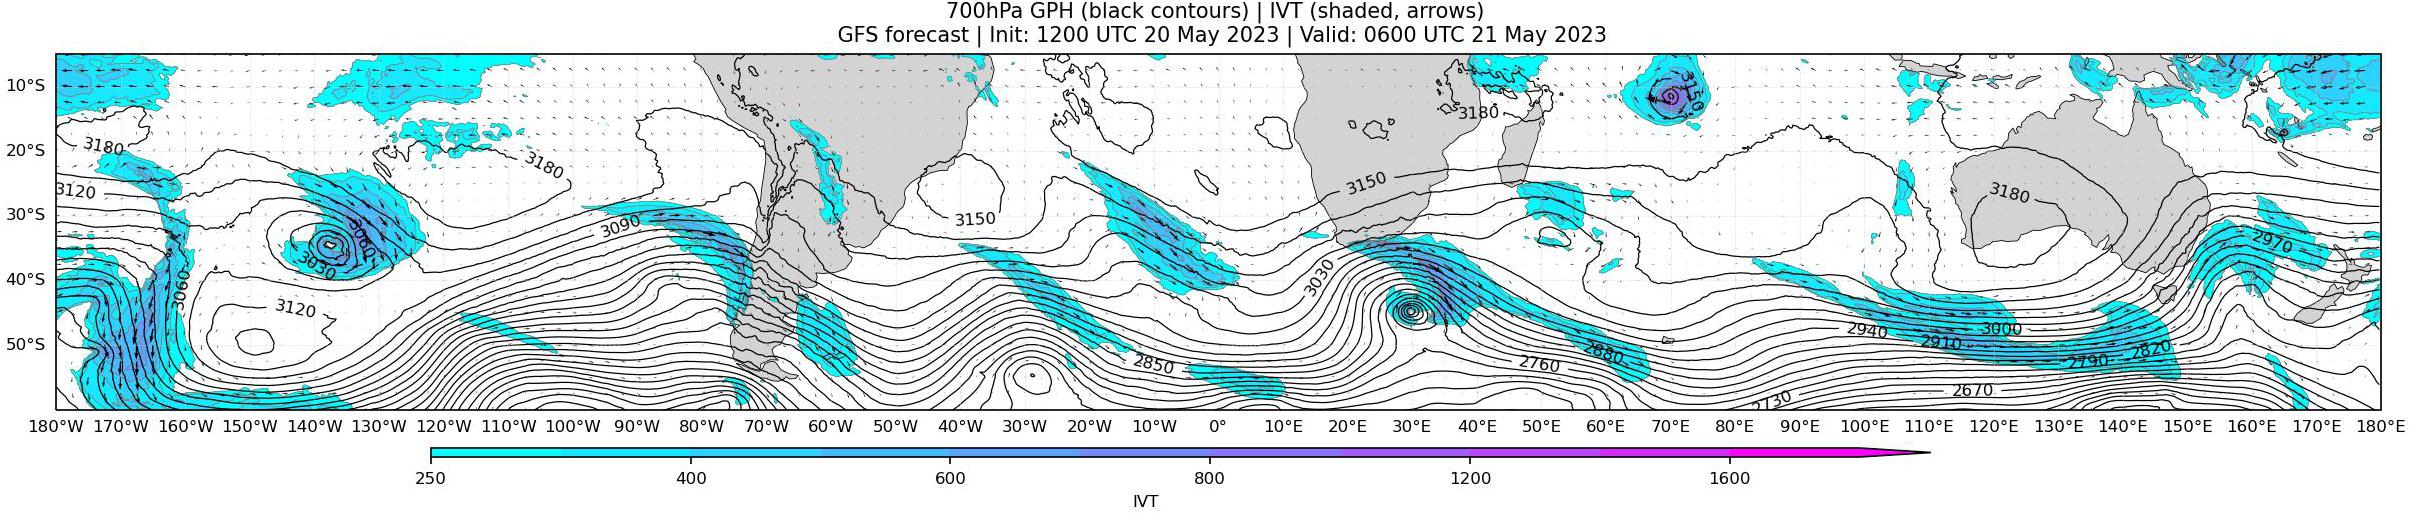 700hPa GPH (black contours) | IVT (shaded, arrows)
GFS forecast | Init: 1200 UTC 20 May 2023 | Valid: 0600 UTC 21 May 2023
10°S
20°S
30°S
40°S
50°S
3150
3180
3180
3180
3120
3150
3180
3150
3090
3060
2970
3030
3030
3060
3120
2940
3000
2910
2850
2880
2820
2790
2760
2670
2730
180°W 170°W 160°W 150°W 140°W 130°W 120°W 110°W 100°W 90°W 80°W 70°W 60°W 50°W 40°W 30°W 20°W 10°W 0° 10°E 20°E 30°E 40°E 50°E 60°E 70°E 80°E 90°E 100°E 110°E 120°E 130°E 140°E 150°E 160°E 170°E 180°E
250 400 600 800 1200 1600
IVT